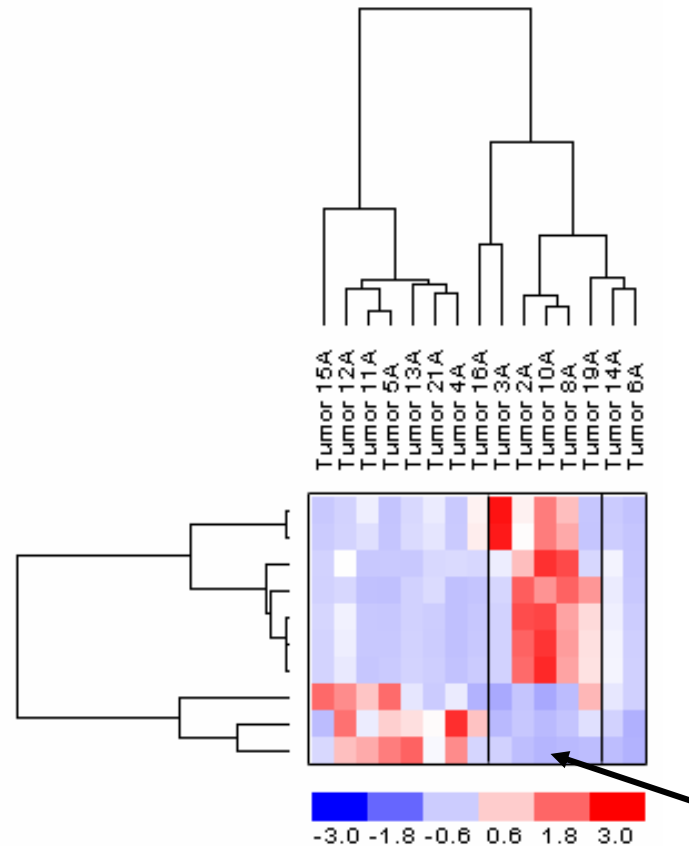 Tumor 15A
Tumor 12A
Tumor 11A
Tumor 5A
Tumor 13A
Tumor 21A
Tumor 4A
Tumor 16A
Tumor 3A
Tumor 2A
Tumor 10A
Tumor 8A
Tumor 19A
Tumor 14A
Tumor 6A
-3.0 -1.8 -0.6 0.6 1.8 3.0